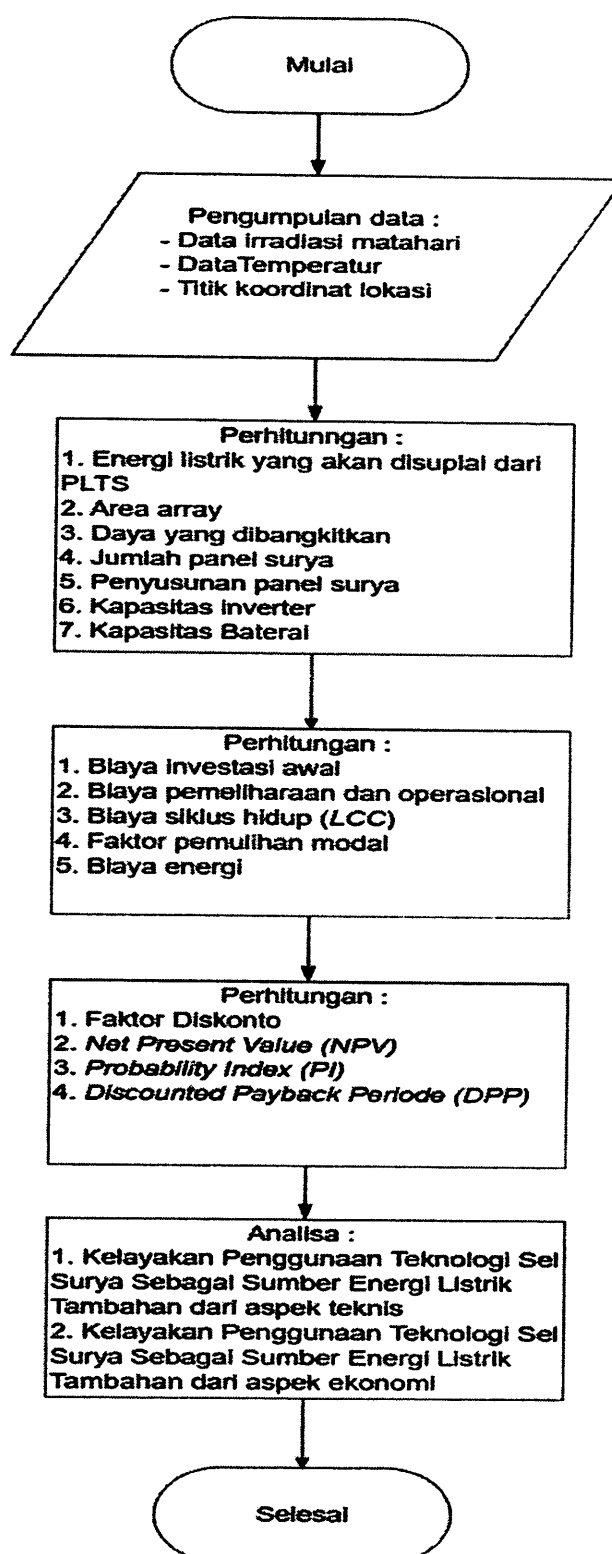 Mulai
Pengumpulan data :
- Data irradiasi matahari
- DataTemperatur
- Titik koordinat lokasi
Perhitunngan :
1. Energi listrik yang akan disuplai dari
PLTS
2. Area array
3. Daya yang dibangkitkan
4. Jumlah panel surya
5. Penyusunan panel surya
6. Kapasitas inverter
7. Kapasitas Baterai
Perhitungan :
1. Biaya investasi awal
2. Biaya pemeliharaan dan operasional
3. Biaya siklus hidup (LCC)
4. Faktor pemulihan modal
5. Biaya energi
Perhitungan :
1. Faktor Diskonto
2. Net Present Value (NPV)
3. Probability Index (PI)
4. Discounted Payback Periode (DPP)
Analisa :
1. Kelayakan Penggunaan Teknologi Sel
Surya Sebagai Sumber Energi Listrik
Tambahan dari aspek teknis
2. Kelayakan Penggunaan Teknologi Sel
Surya Sebagai Sumber Energi Listrik
Tambahan dari aspek ekonomi
Selesai